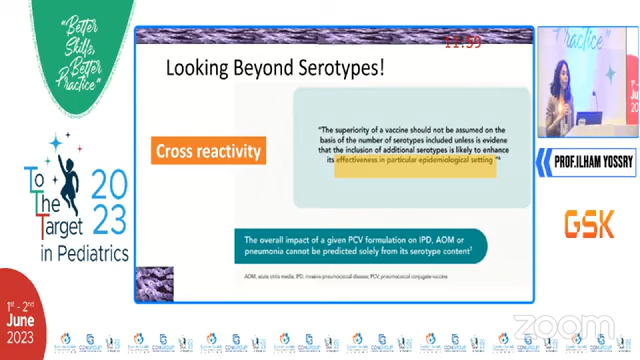 "Better
Skills,
Better
Practice"
To
The
Target
20
23
in Pediatrics
1st - 2nd
June
2023
11:59
Looking Beyond Serotypes!
Cross reactivity
"The superiority of a vaccine should not be assumed on the
basis of the number of serotypes included unless is evidence
that the inclusion of additional serotypes is likely to enhance
its effectiveness in particular epidemiological setting "
The overall impact of a given PCV formulation on IPD, AOM or
pneumonia cannot be predicted solely from its serotype content¹
AOM, acute otitis media; IPD, invasive pneumococcal disease; PCV, pneumococcal conjugate vaccine
Practice"
PROF.ILHAM YOSSRY
GSK
zoom